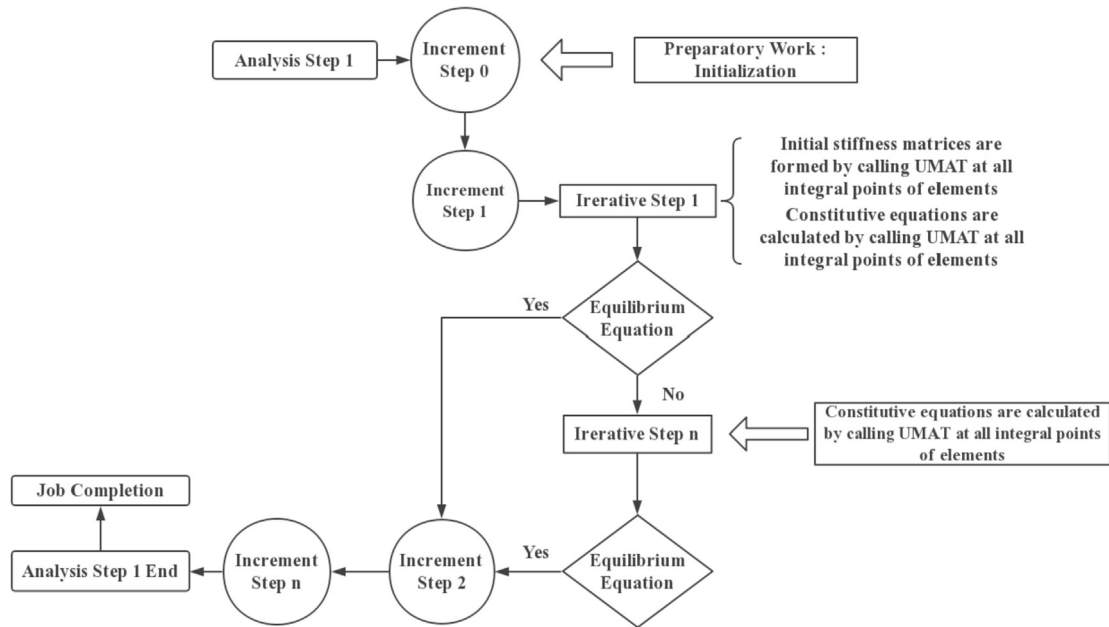 Analysis Step 1
Increment
Step 0
Preparatory Work :
Initialization
Increment
Step 1
Irerative Step 1
Initial stiffness matrices are
formed by calling UMAT at all
integral points of elements
Constitutive equations are
calculated by calling UMAT at all
integral points of elements
Yes
Equilibrium
Equation
No
Irerative Step n
Constitutive equations are calculated
by calling UMAT at all integral points
of elements
Job Completion
Analysis Step 1 End
Increment
Step n
Increment
Step 2
Yes
Equilibrium
Equation